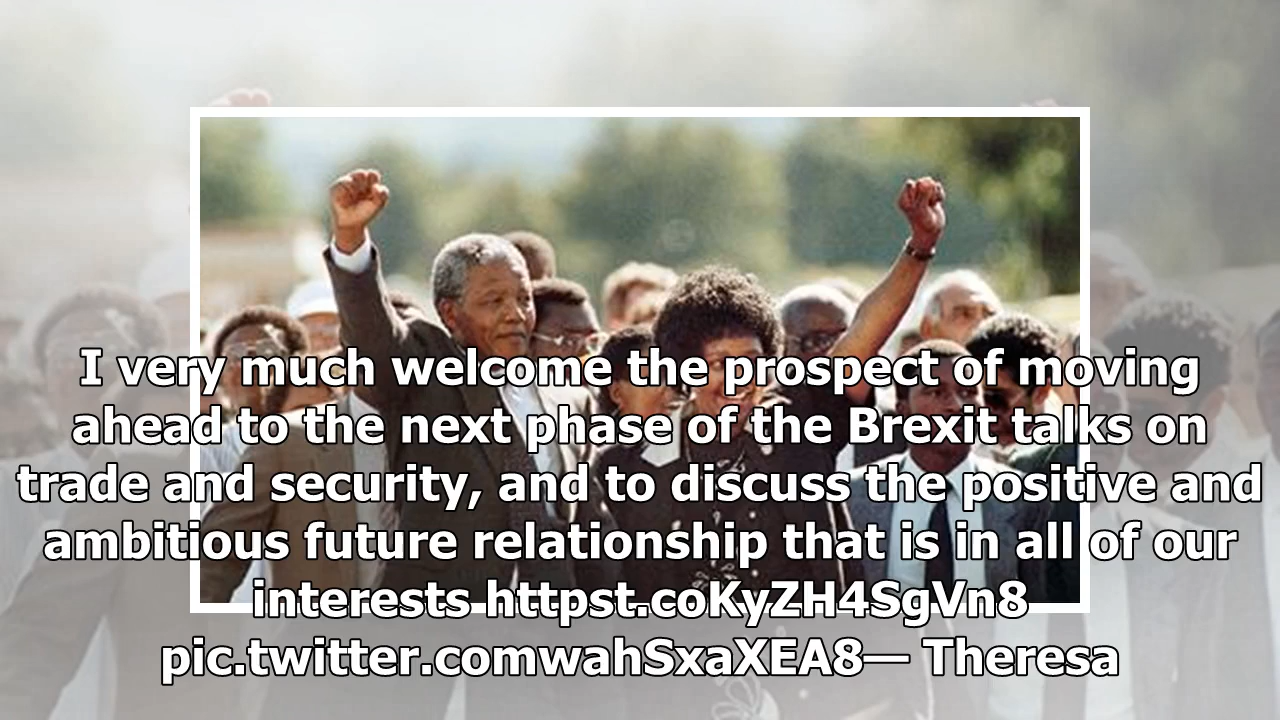 I very much welcome the prospect of moving
ahead to the next phase of the Brexit talks on
trade and security, and to discuss the positive and
ambitious future relationship that is in all of our
interests httpst.coKyZH4SgVn8
pic.twitter.comwahSxaXEA8— Theresa